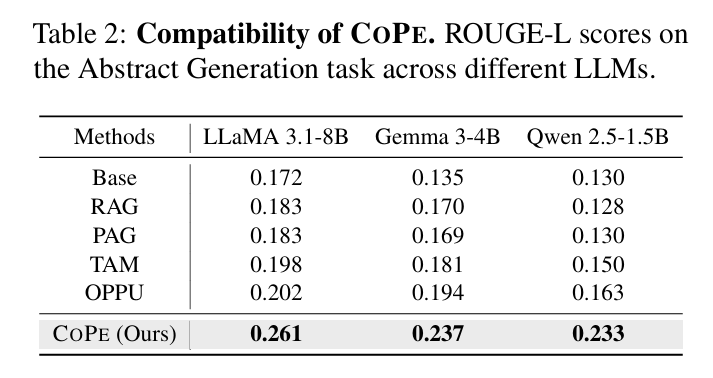 Table 2: Compatibility of COPE. ROUGE-L scores on
the Abstract Generation task across different LLMs.
Methods LLaMA 3.1-8B Gemma 3-4B Qwen 2.5-1.5B
Base 0.172 0.135 0.130
RAG 0.183 0.170 0.128
PAG 0.183 0.169 0.130
TAM 0.198 0.181 0.150
OPPU 0.202 0.194 0.163
COPE (Ours) 0.261 0.237 0.233